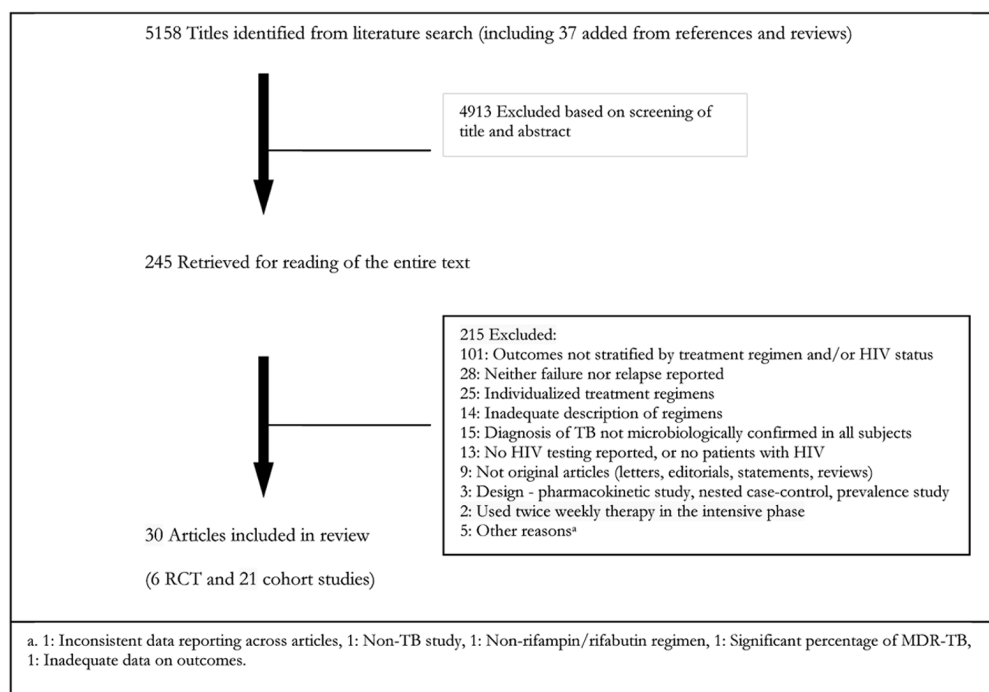 5158 Titles identified from literature search (including 37 added from references and reviews)
4913 Excluded based on screening of
title and abstract
245 Retrieved for reading of the entire text
215 Excluded:
101: Outcomes not stratified by treatment regimen and/or HIV status
28: Neither failure nor relapse reported
25: Individualized treatment regimens
14: Inadequate description of regimens
15: Diagnosis of TB not microbiologically confirmed in all subjects
13: No HIV testing reported, or no patients with HIV
9: Not original articles (letters, editorials, statements, reviews)
3: Design - pharmacokinetic study, nested case-control, prevalence study
2: Used twice weekly therapy in the intensive phase
5: Other reasonsᵃ
30 Articles included in review
(6 RCT and 21 cohort studies)
a. 1: Inconsistent data reporting across articles, 1: Non-TB study, 1: Non-rifampin/rifabutin regimen, 1: Significant percentage of MDR-TB,
1: Inadequate data on outcomes.